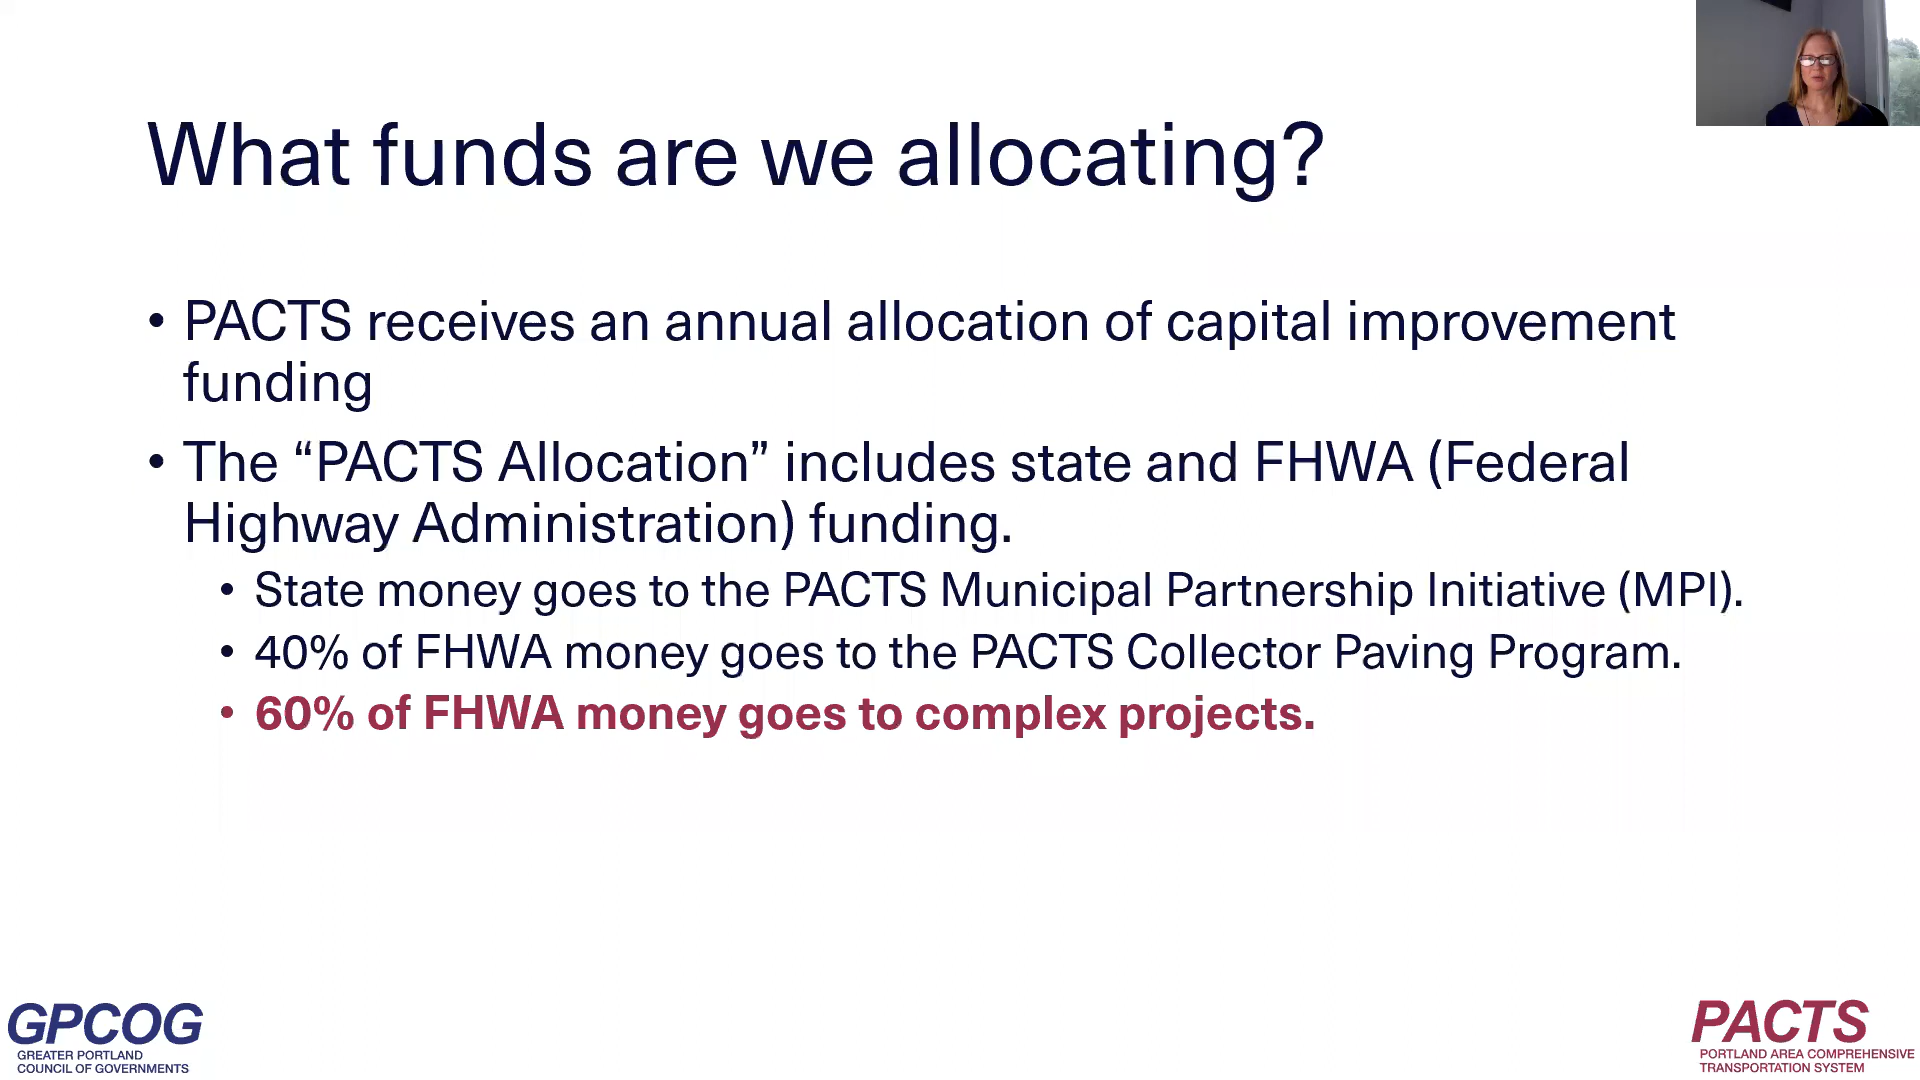 What funds are we allocating?
• PACTS receives an annual allocation of capital improvement
funding
• The “PACTS Allocation” includes state and FHWA (Federal
Highway Administration) funding.
• State money goes to the PACTS Municipal Partnership Initiative (MPI).
• 40% of FHWA money goes to the PACTS Collector Paving Program.
• 60% of FHWA money goes to complex projects.
GPCOG
GREATER PORTLAND
COUNCIL OF GOVERNMENTS
PACTS
PORTLAND AREA COMPREHENSIVE
TRANSPORTATION SYSTEM